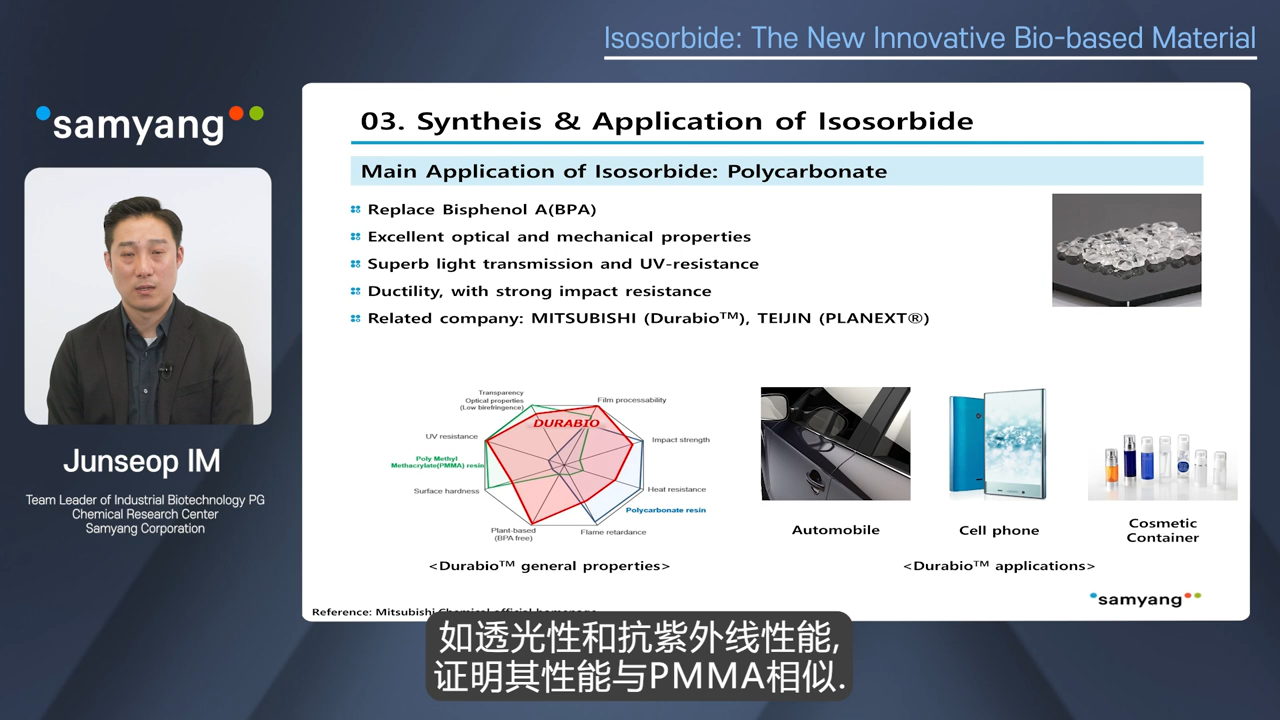 Isosorbide: The New Innovative Bio-based Material
samyang
Junseop IM
Team Leader of Industrial Biotechnology PG
Chemical Research Center
Samyang Corporation
03. Syntheis & Application of Isosorbide
Main Application of Isosorbide: Polycarbonate
Replace Bisphenol A(BPA)
Excellent optical and mechanical properties
Superb light transmission and UV-resistance
Ductility, with strong impact resistance
Related company: MITSUBISHI (Durabio™), TEIJIN (PLANEXT®)
Transparency
Optical properties
(Low birefringence)
Film processability
DURABIO
UV resistance
Impact strength
Poly Methyl
Methacrylate(PMMA) resin
Surface hardness
Heat resistance
Polycarbonate resin
Plant-based
(BPA free)
Flame retardance
<Durabio™ general properties>
Automobile
Cell phone
Cosmetic
Container
<Durabio™ applications>
samyang
Reference: Mitsubishi Chemical official homepage
如透光性和抗紫外线性能,
证明其性能与PMMA相似.